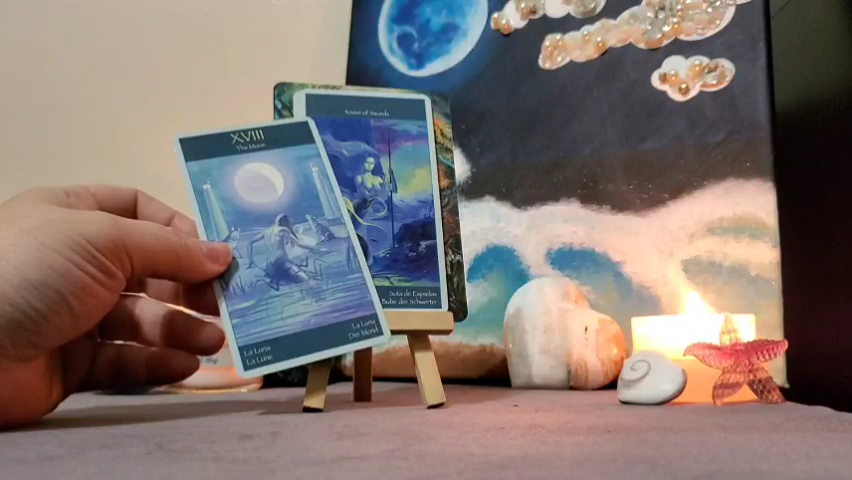 XVIII
The Moon
La Luna
La Lune
La Luna
Der Mond
Knave of Swords
Sota de Espadas
Bube der Schwerter